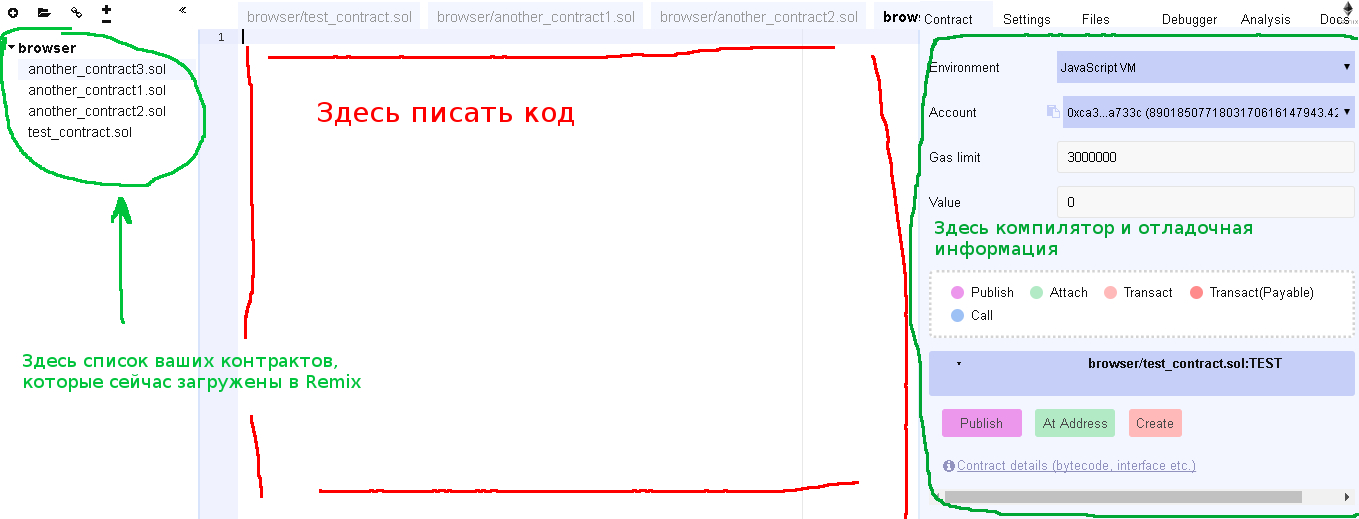 browser/test_contract.sol browser/another_contract1.sol browser/another_contract2.sol brows
Contract Settings Files Debugger Analysis Docs
browser
another_contract3.sol
another_contract1.sol
another_contract2.sol
test_contract.sol
Здесь список ваших контрактов,
которые сейчас загружены в Remix
1
Здесь писать код
Environment JavaScript VM
Account 0xca3...a733c (8901850771803170616147943.42
Gas limit 3000000
Value 0
Здесь компилятор и отладочная
информация
Publish Attach Transact Transact(Payable)
Call
browser/test_contract.sol:TEST
Publish At Address Create
Contract details (bytecode, interface etc.)